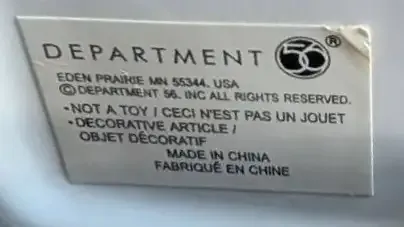 DEPARTMENT 56®
EDEN PRAIRIE MN 55344, USA
© DEPARTMENT 56, INC ALL RIGHTS RESERVED.
•NOT A TOY / CECI N'EST PAS UN JOUET
•DECORATIVE ARTICLE /
OBJET DÉCORATIF
MADE IN CHINA
FABRIQUÉ EN CHINE